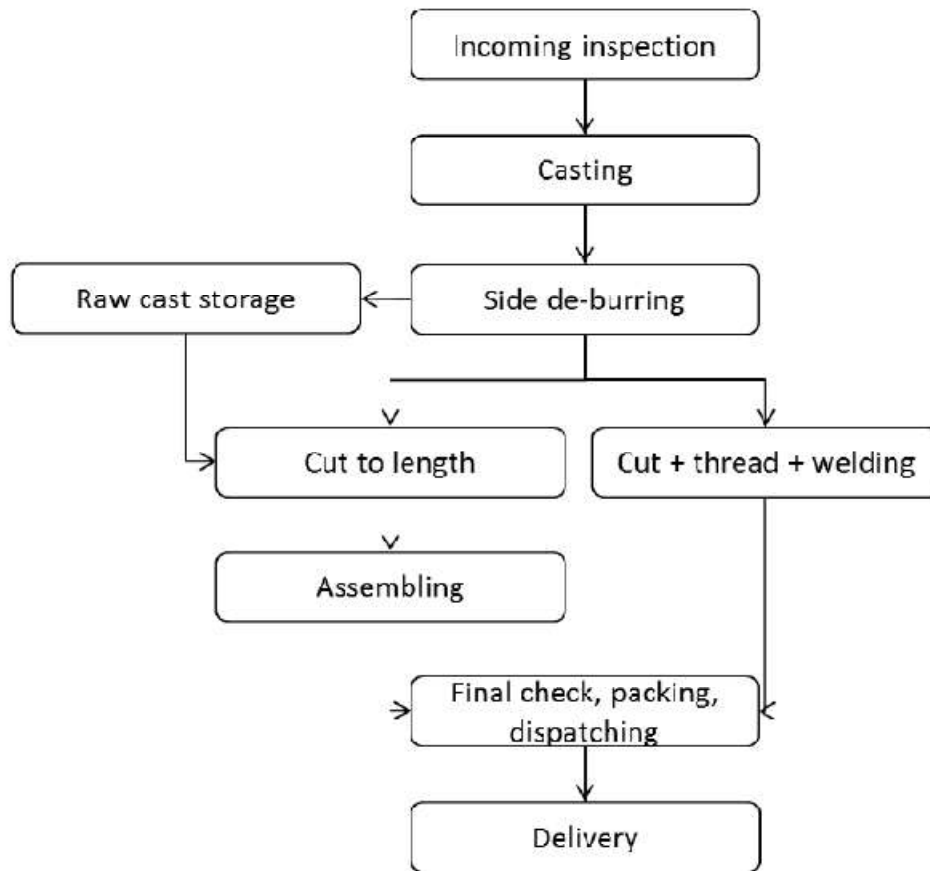 Incoming inspection
Casting
Raw cast storage
Side de-burring
Cut to length
Cut + thread + welding
Assembling
Final check, packing,
dispatching
Delivery